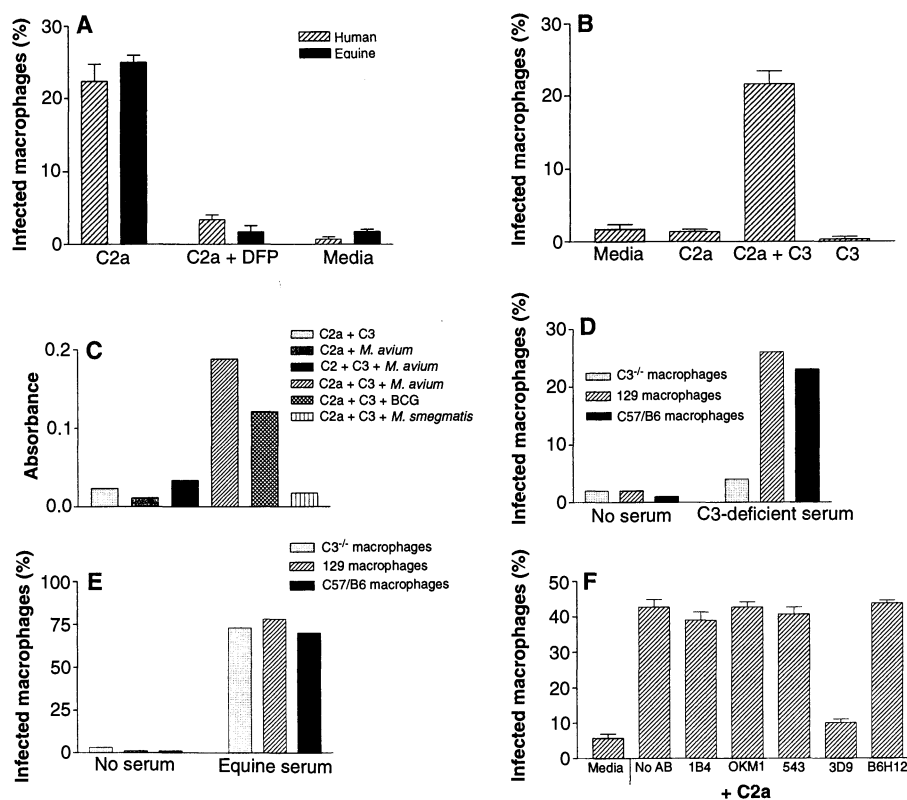 A
Infected macrophages (%)
30
20
10
0
Human
Equine
C2a
C2a + DFP
Media
B
Infected macrophages (%)
30
20
10
0
Media
C2a
C2a + C3
C3
C
Absorbance
0.2
0.1
0.0
C2a + C3
C2a + M. avium
C2 + C3 + M. avium
C2a + C3 + M. avium
C2a + C3 + BCG
C2a + C3 + M. smegmatis
D
Infected macrophages (%)
30
20
10
0
C3-/- macrophages
129 macrophages
C57/B6 macrophages
No serum
C3-deficient serum
E
Infected macrophages (%)
100
75
50
25
0
C3-/- macrophages
129 macrophages
C57/B6 macrophages
No serum
Equine serum
F
Infected macrophages (%)
50
40
30
20
10
0
Media
No AB
1B4
OKM1
543
3D9
B6H12
+ C2a